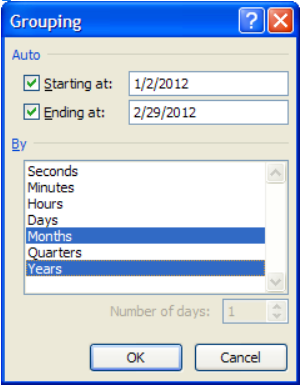 Grouping
Auto
Starting at: 1/2/2012
Ending at: 2/29/2012
By
Seconds
Minutes
Hours
Days
Months
Quarters
Years
Number of days: 1
OK Cancel